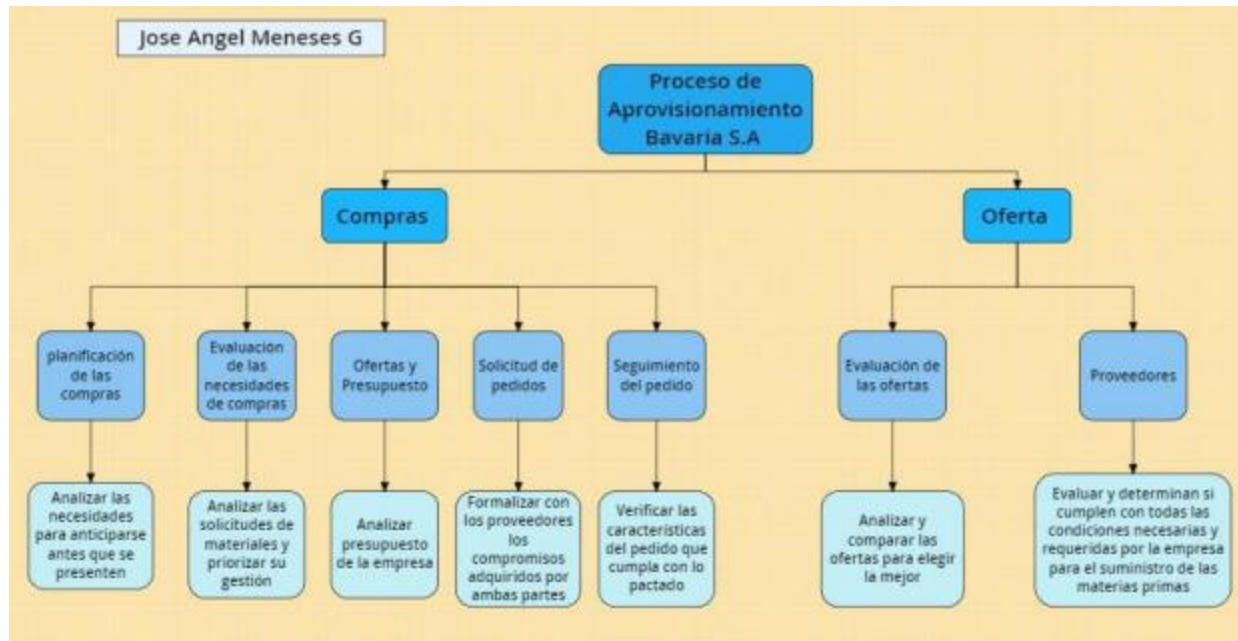 Jose Angel Meneses G
Proceso de
Aprovisionamiento
Bavaria S.A
Compras
Oferta
planificación
de las
compras
Evaluación
de las
necesidades
de compras
Ofertas y
Presupuesto
Solicitud de
pedidos
Seguimiento
del pedido
Evaluación de
las ofertas
Proveedores
Analizar las
necesidades
para anticiparse
antes que se
presenten
Analizar las
solicitudes de
materiales y
priorizar su
gestión
Analizar
presupuesto
de la empresa
Formalizar con
los proveedores
los
compromisos
adquiridos por
ambas partes
Verificar las
características
del pedido que
cumpla con lo
pactado
Analizar y
comparar las
ofertas para elegir
la mejor
Evaluar y determinan si
cumplen con todas las
condiciones necesarias y
requeridas por la empresa
para el suministro de las
materias primas